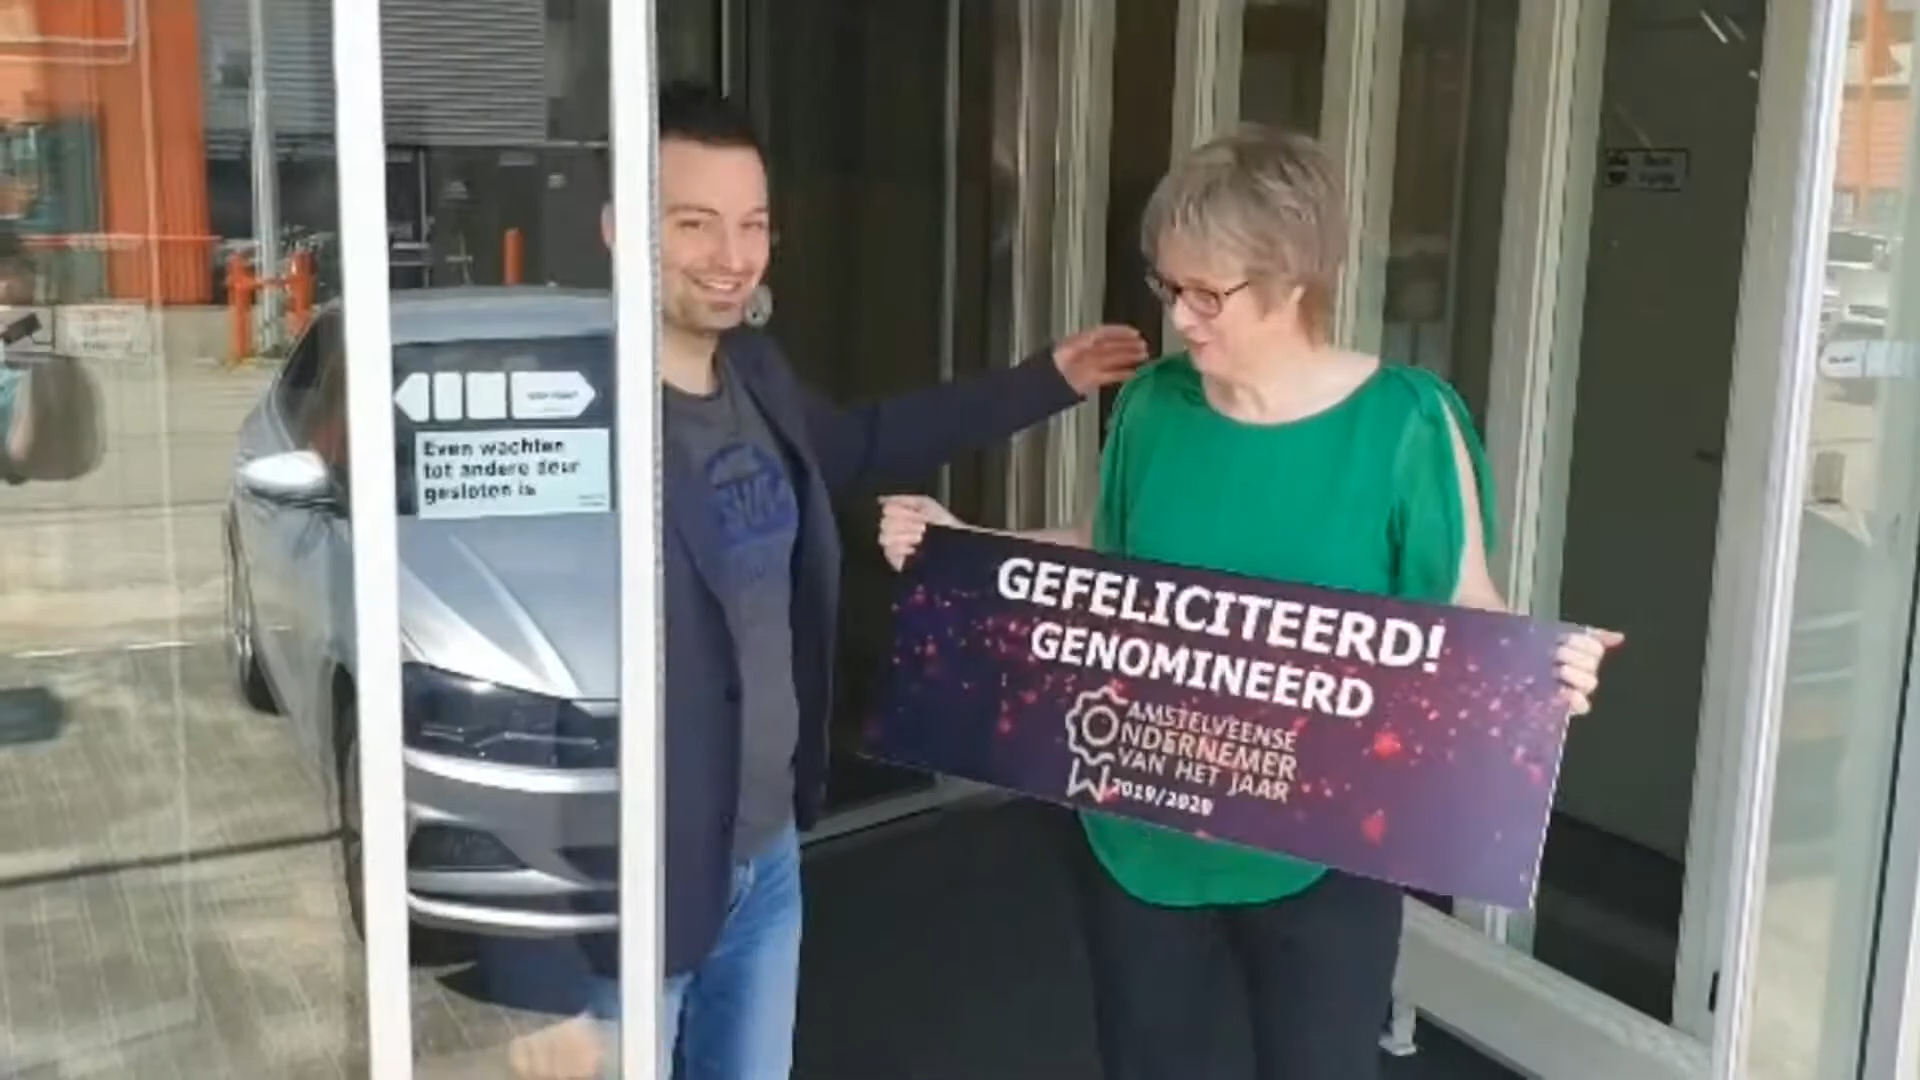 Even wachten
tot andere deur
gesloten is
GEFELICITEERD!
GENOMINEERD
AMSTELVEENSE
ONDERNEMER
VAN HET JAAR
2019/2020